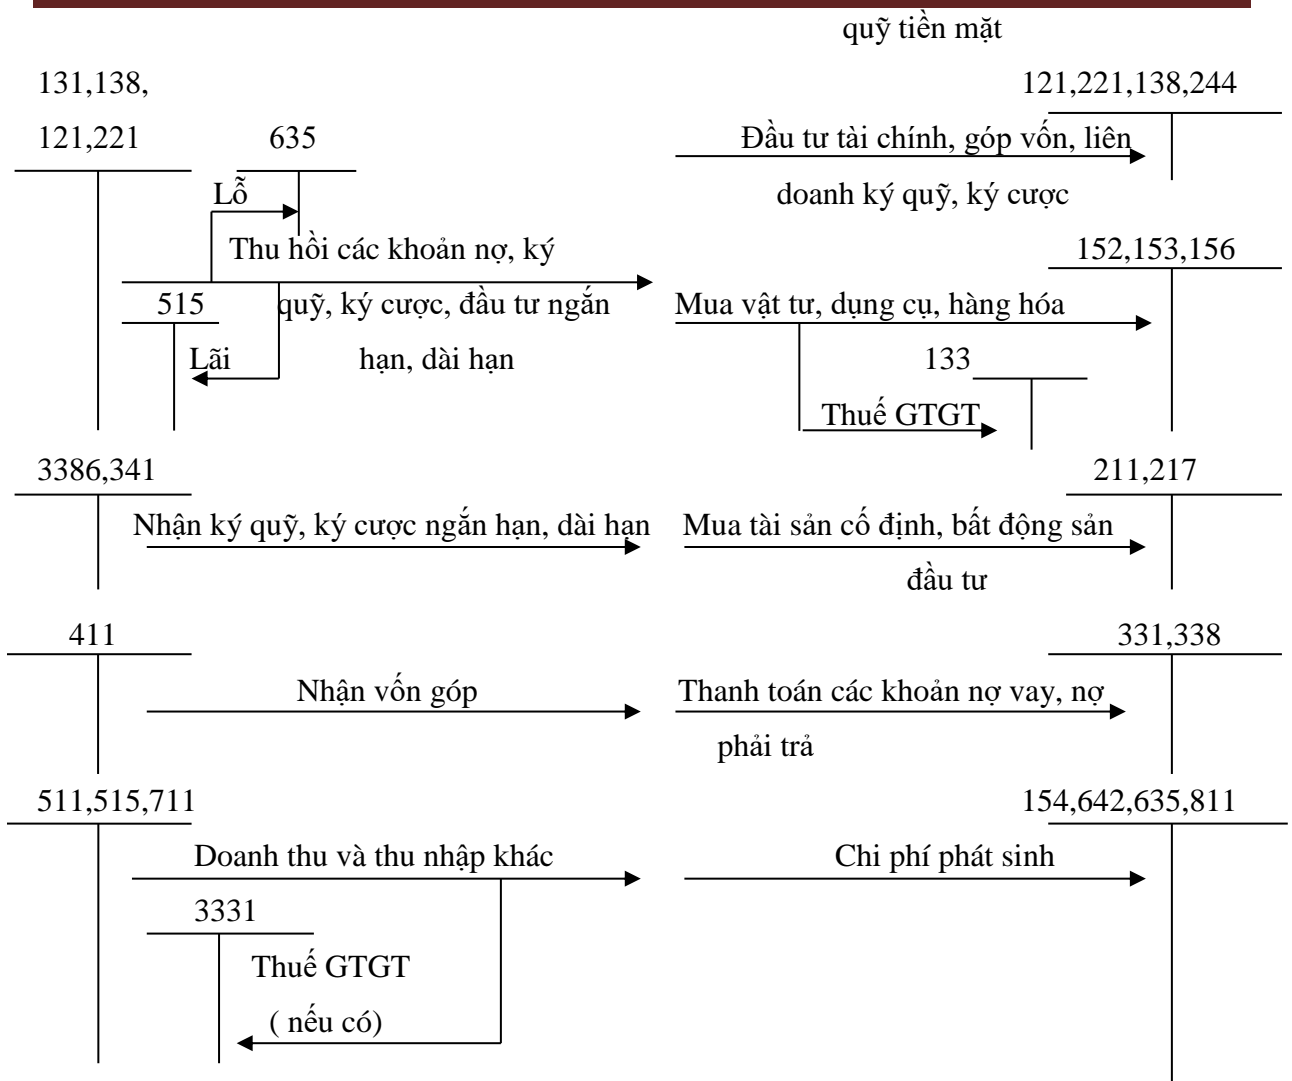 quỹ tiền mặt
131,138,
121,221,138,244
121,221
635
Đầu tư tài chính, góp vốn, liên
Lỗ
doanh ký quỹ, ký cược
Thu hồi các khoản nợ, ký
152,153,156
515
quỹ, ký cược, đầu tư ngắn
Mua vật tư, dụng cụ, hàng hóa
Lãi
hạn, dài hạn
133
Thuế GTGT
3386,341
211,217
Nhận ký quỹ, ký cược ngắn hạn, dài hạn
Mua tài sản cố định, bất động sản
đầu tư
411
331,338
Nhận vốn góp
Thanh toán các khoản nợ vay, nợ
phải trả
511,515,711
154,642,635,811
Doanh thu và thu nhập khác
Chi phí phát sinh
3331
Thuế GTGT
( nếu có)